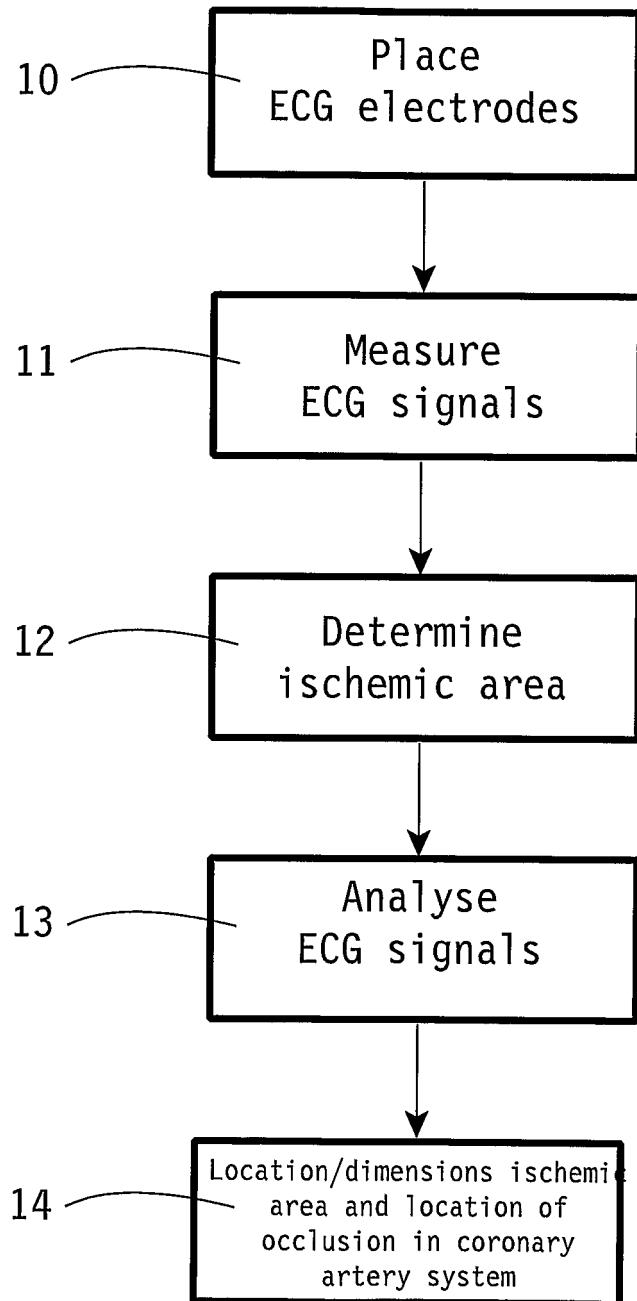 10
Place
ECG electrodes
11
Measure
ECG signals
12
Determine
ischemic area
13
Analyse
ECG signals
14
Location/dimensions ischemic
area and location of
occlusion in coronary
artery system